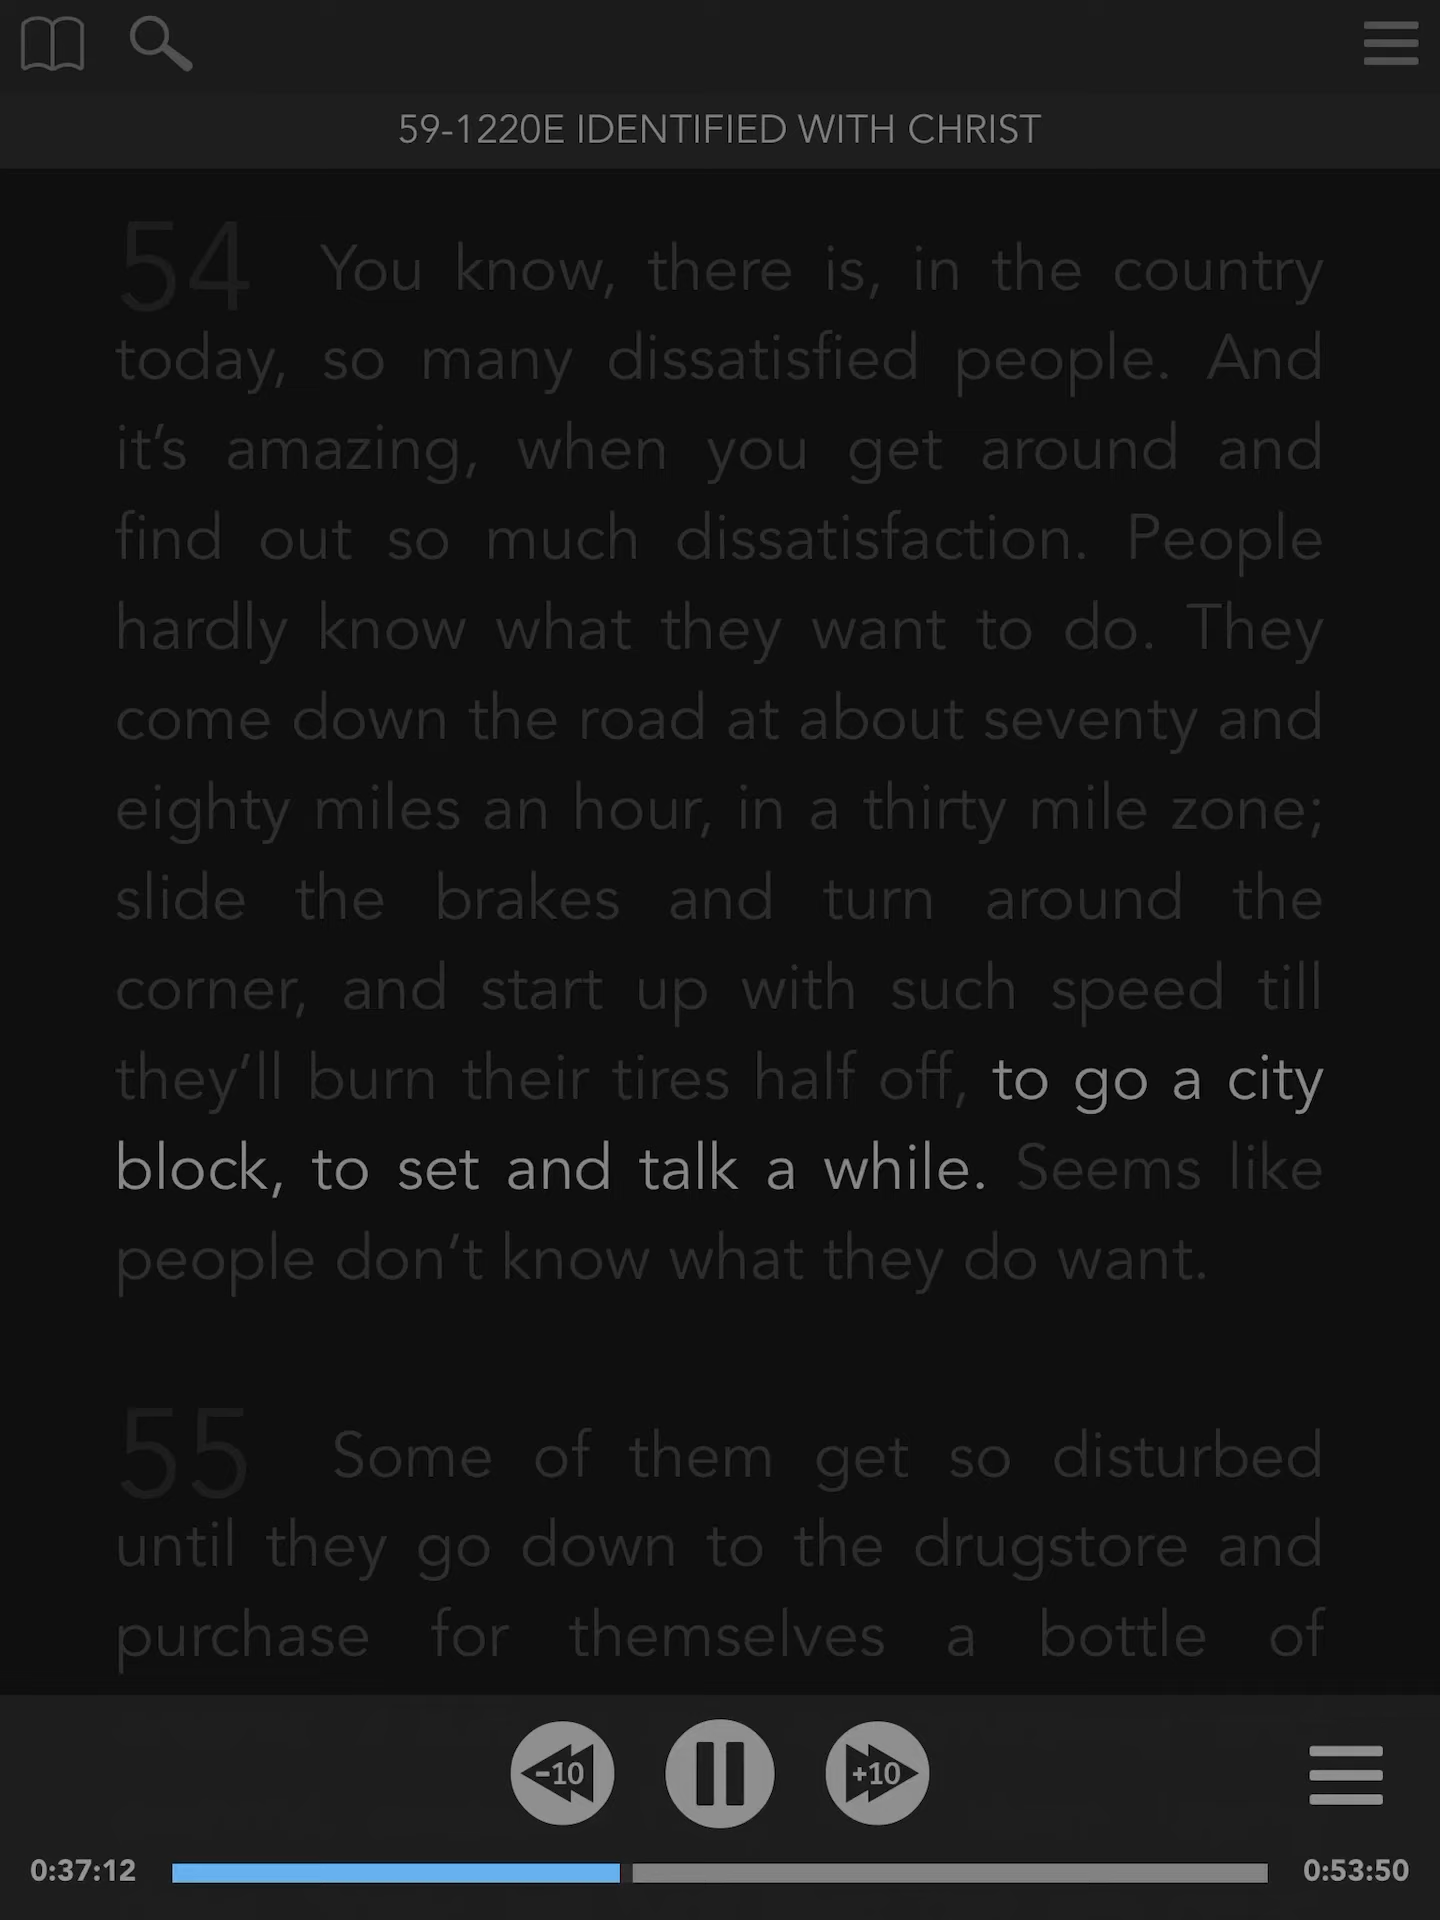 59-1220E IDENTIFIED WITH CHRIST
54 You know, there is, in the country
today, so many dissatisfied people. And
it’s amazing, when you get around and
find out so much dissatisfaction. People
hardly know what they want to do. They
come down the road at about seventy and
eighty miles an hour, in a thirty mile zone;
slide the brakes and turn around the
corner, and start up with such speed till
they’ll burn their tires half off, to go a city
block, to set and talk a while. Seems like
people don’t know what they do want.
55 Some of them get so disturbed
until they go down to the drugstore and
purchase for themselves a bottle of
-10 +10
0:37:12 0:53:50